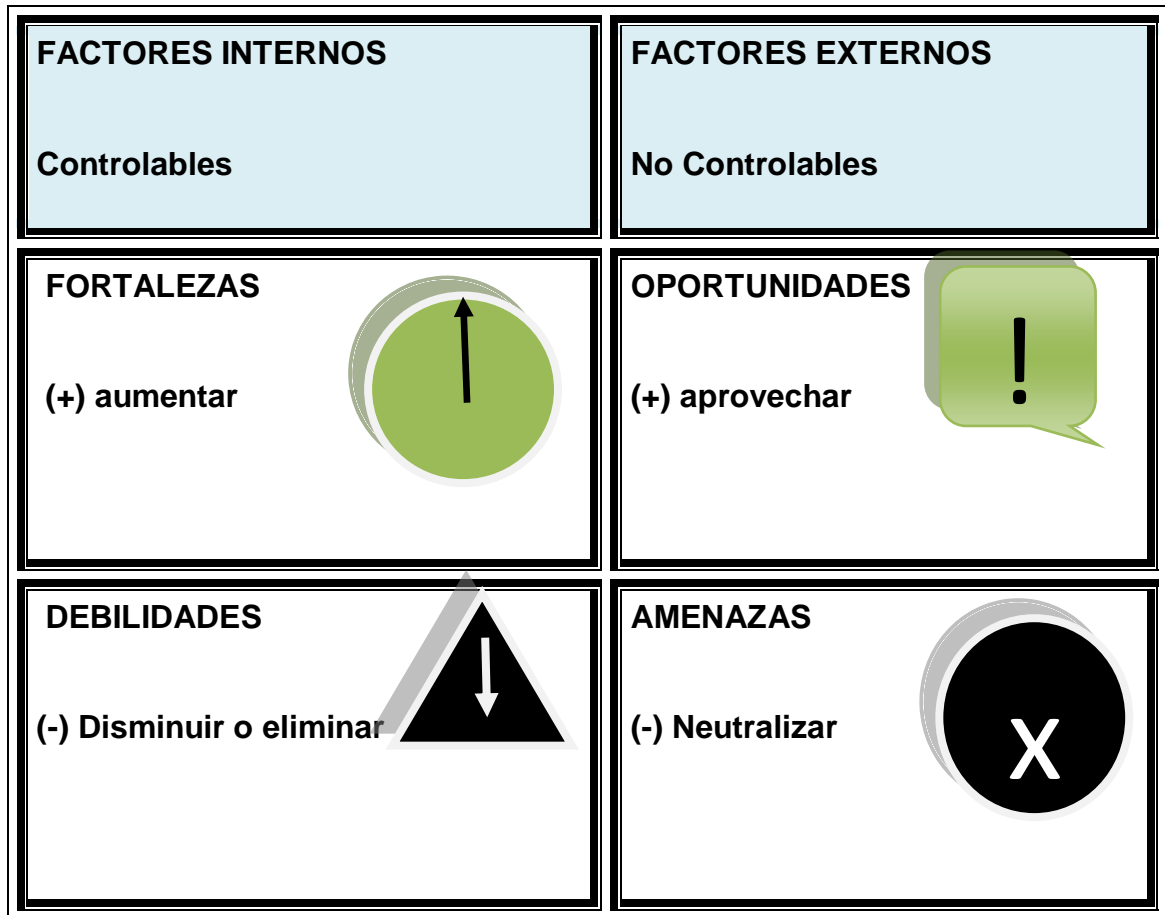 FACTORES INTERNOS
Controlables
FACTORES EXTERNOS
No Controlables
FORTALEZAS
(+) aumentar
OPORTUNIDADES
(+) aprovechar
!
DEBILIDADES
(-) Disminuir o eliminar
AMENAZAS
(-) Neutralizar
X